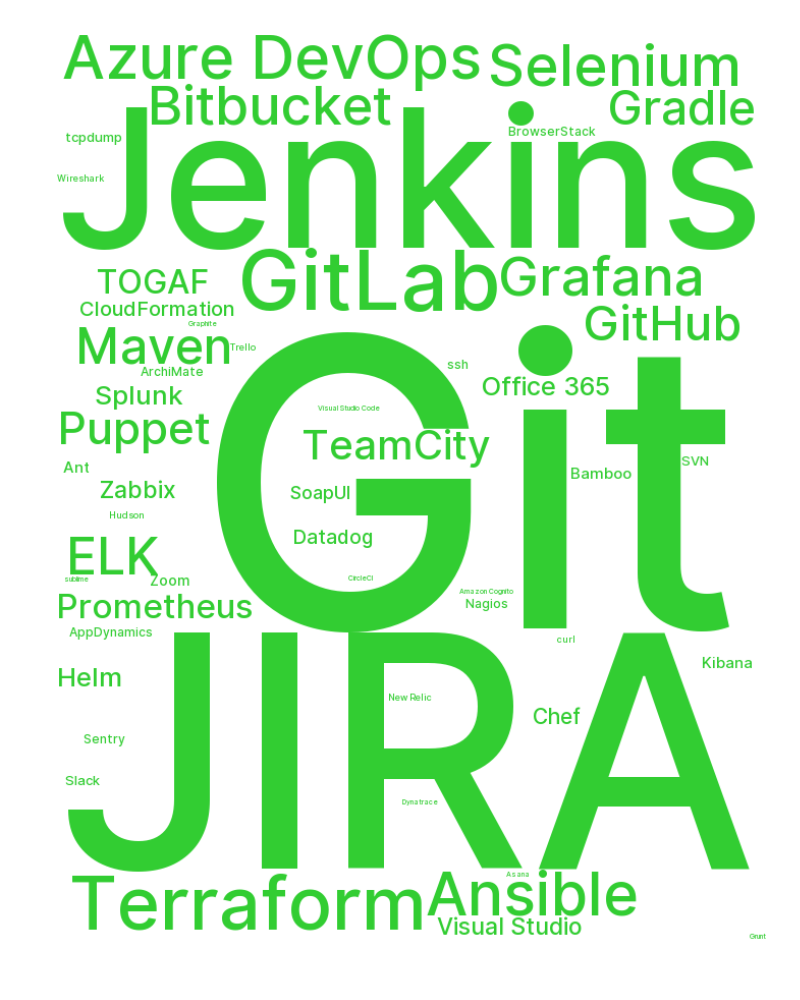 Azure DevOps
Selenium
Bitbucket
Gradle
Jenkins
BrowserStack
tcpdump
Wireshark
GitLab
Grafana
TOGAF
CloudFormation
GitHub
Graphite
Maven
Trello
ArchiMate
ssh
Office 365
Splunk
Visual Studio Code
Puppet
Git
TeamCity
Ant
SVN
Bamboo
Zabbix
SoapUI
Hudson
Datadog
ELK
sublime
Zoom
CircleCI
Amazon Cognito
Nagios
Prometheus
AppDynamics
curl
JIRA
Kibana
Helm
New Relic
Chef
Sentry
Slack
Dynatrace
Asana
Terraform
Ansible
Visual Studio
Grunt